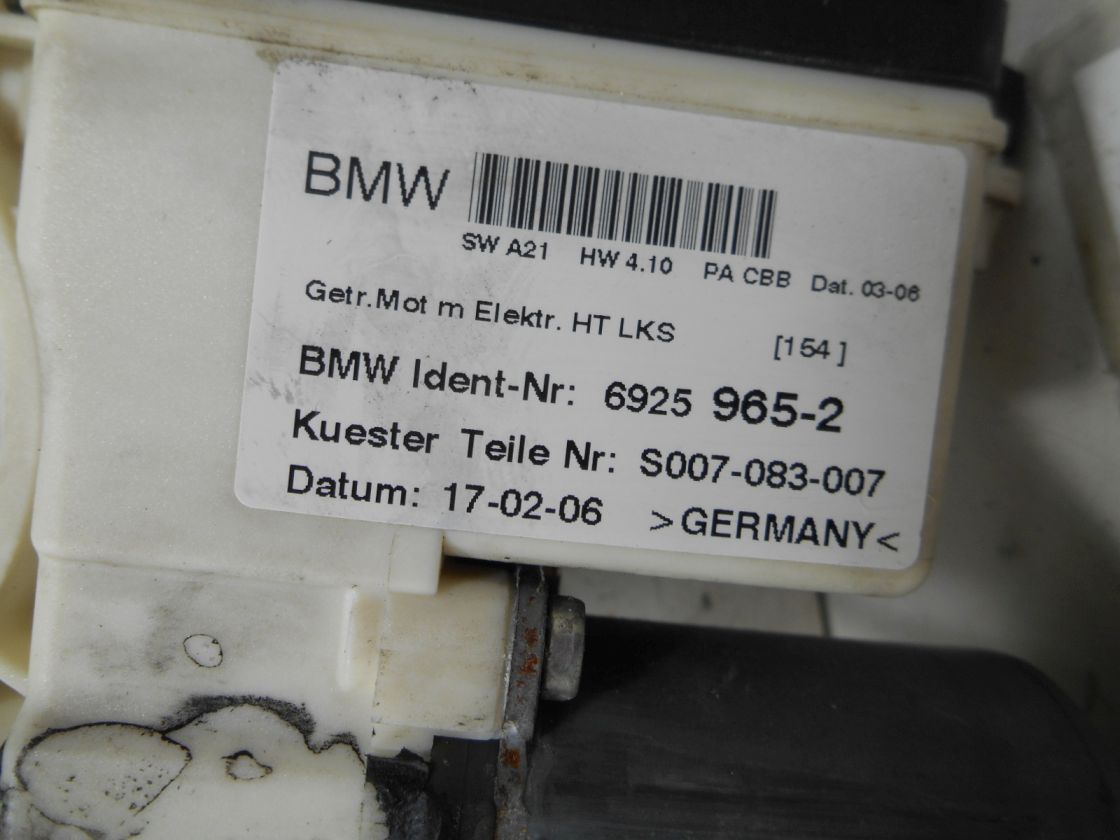 BMW
SW A21 HW 4.10 PA CBB Dat. 03-06
Getr.Mot m Elektr. HT LKS [154 ]
BMW Ident-Nr: 6925 965-2
Kuester Teile Nr: S007-083-007
Datum: 17-02-06 >GERMANY<